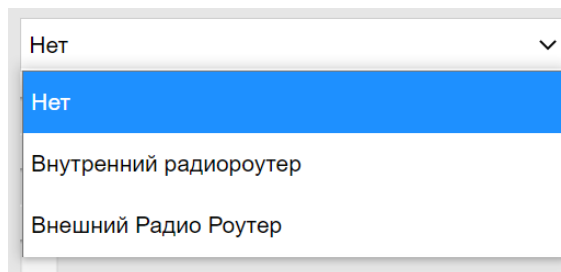 Нет
Нет
Внутренний радиороутер
Внешний Радио Роутер